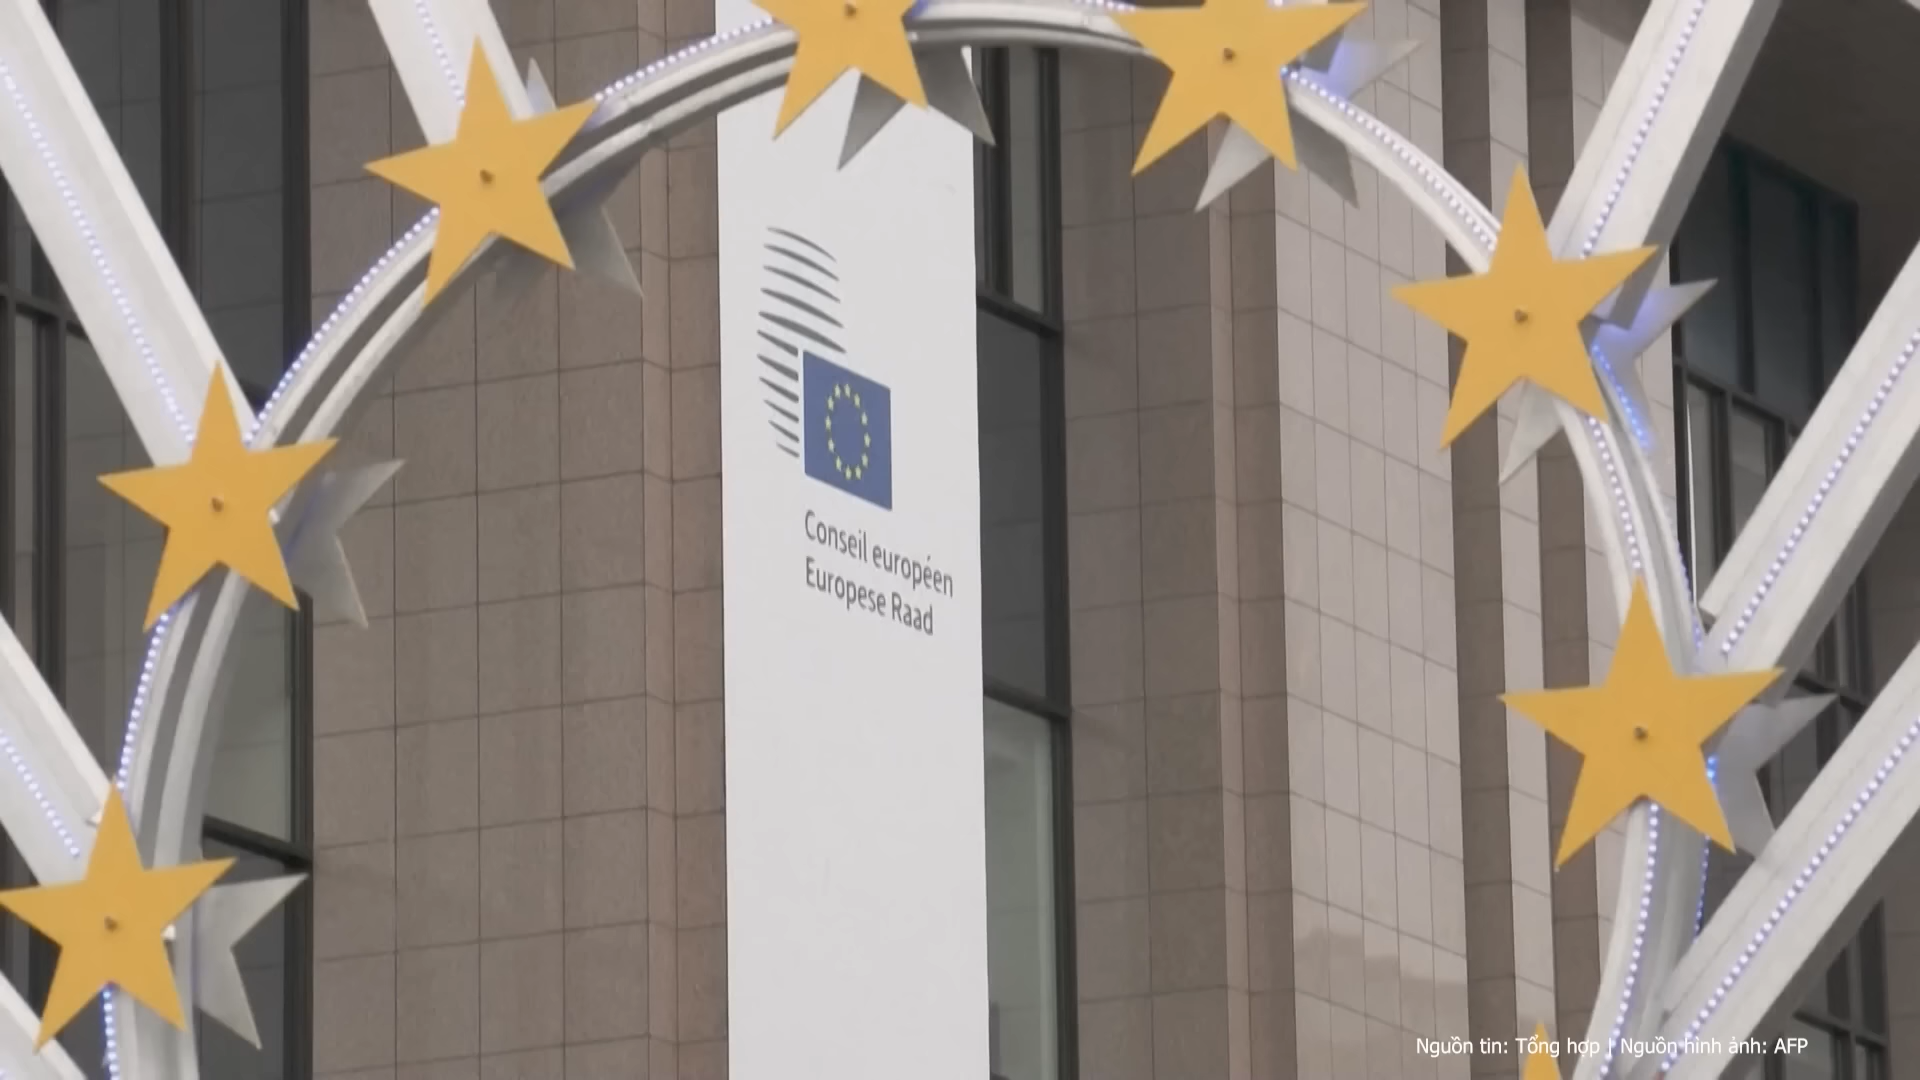 Conseil européen
Europese Raad
Nguồn tin: Tổng hợp | Nguồn hình ảnh: AFP